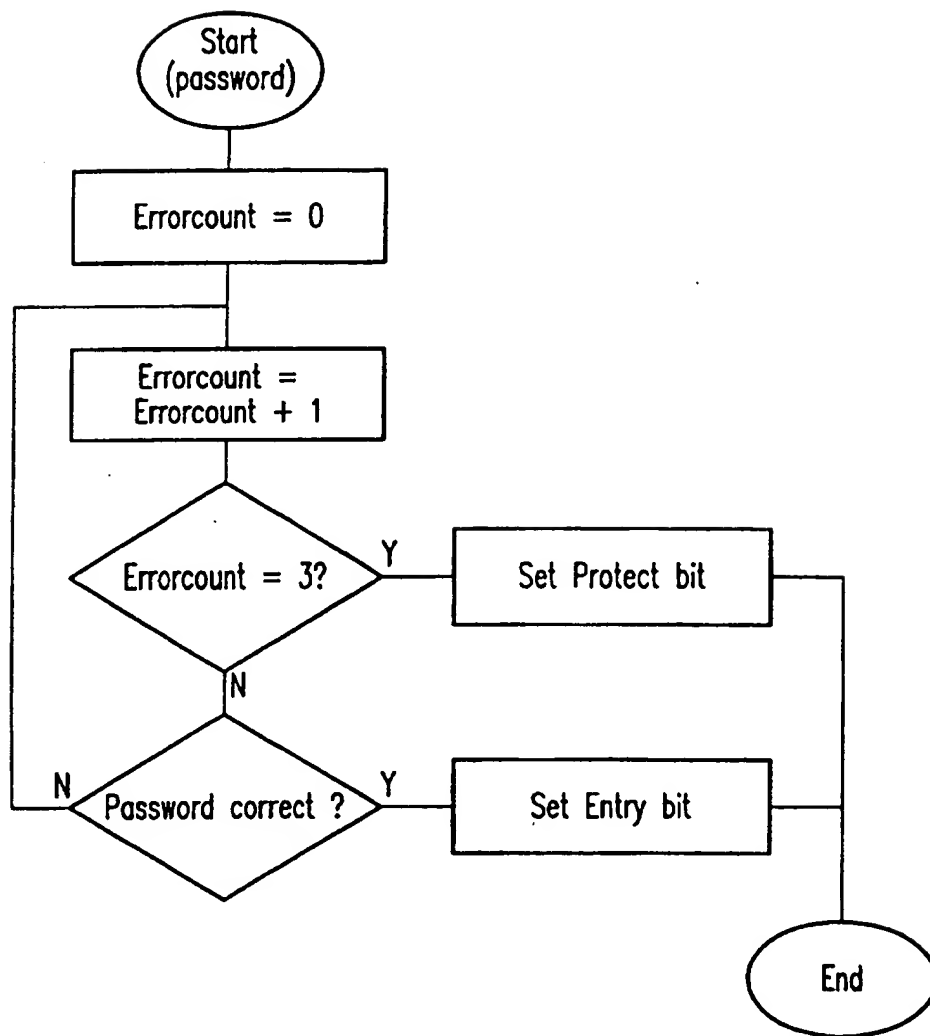 Start
(password)
Errorcount = 0
Errorcount =
Errorcount + 1
Errorcount = 3?
Y
Set Protect bit
N
N
Password correct ?
Y
Set Entry bit
End